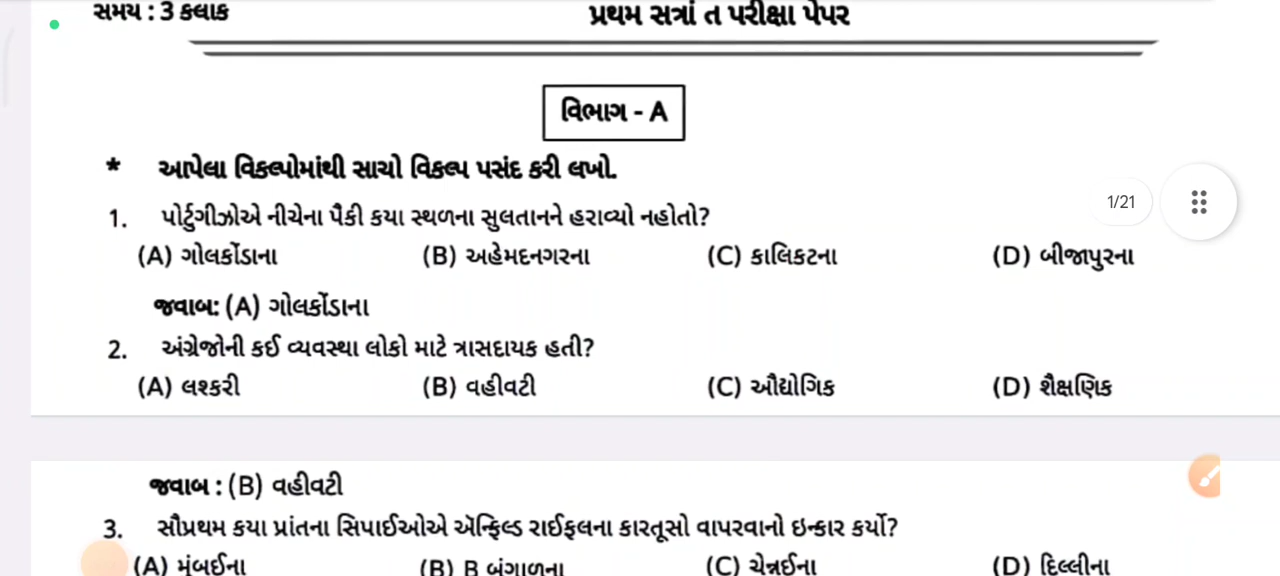 સમય : 3 કલાક
પ્રથમ સત્રાંત પરીક્ષા પેપર
વિભાગ - A
* આપેલા વિકલ્પોમાંથી સાચો વિકલ્પ પસંદ કરી લખો.
1. પોર્ટુગીઝોએ નીચેના પૈકી કયા સ્થળના સુલતાનને હરાવ્યો નહોતો?
1/21
(A) ગોલકોંડાના (B) અહેમદનગરના (C) કાલિકટના (D) બીજાપુરના
જવાબ: (A) ગોલકોંડાના
2. અંગ્રેજોની કઈ વ્યવસ્થા લોકો માટે ત્રાસદાયક હતી?
(A) લશ્કરી (B) વહીવટી (C) ઔદ્યોગિક (D) શૈક્ષણિક
જવાબ : (B) વહીવટી
3. સૌપ્રથમ કયા પ્રાંતના સિપાઈઓએ ઍન્ફિલ્ડ રાઈફલના કારતૂસો વાપરવાનો ઇન્કાર કર્યો?
(A) મુંબઈના (B) B બંગાળના (C) ચેન્નઈના (D) દિલ્લીના